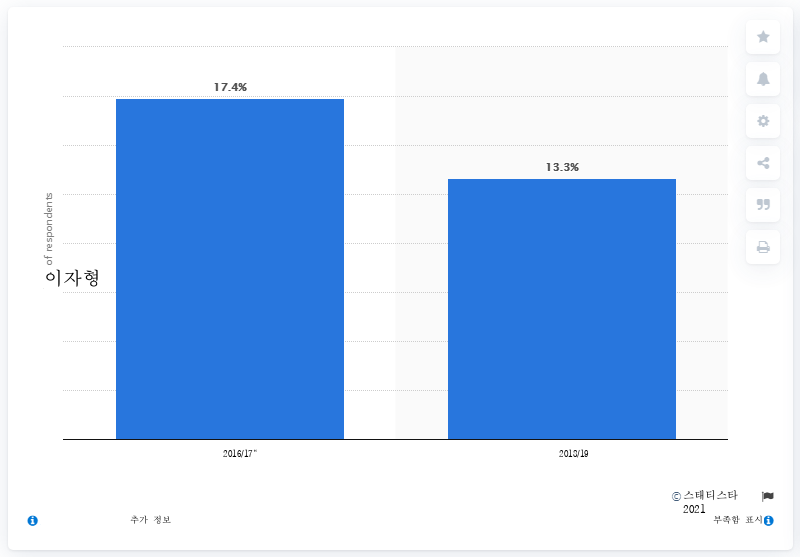 17.4%
13.3%
of respondents
이자형
2016/17"
2018/19
© 스태티스타
2021
추가 정보
부족함 표시